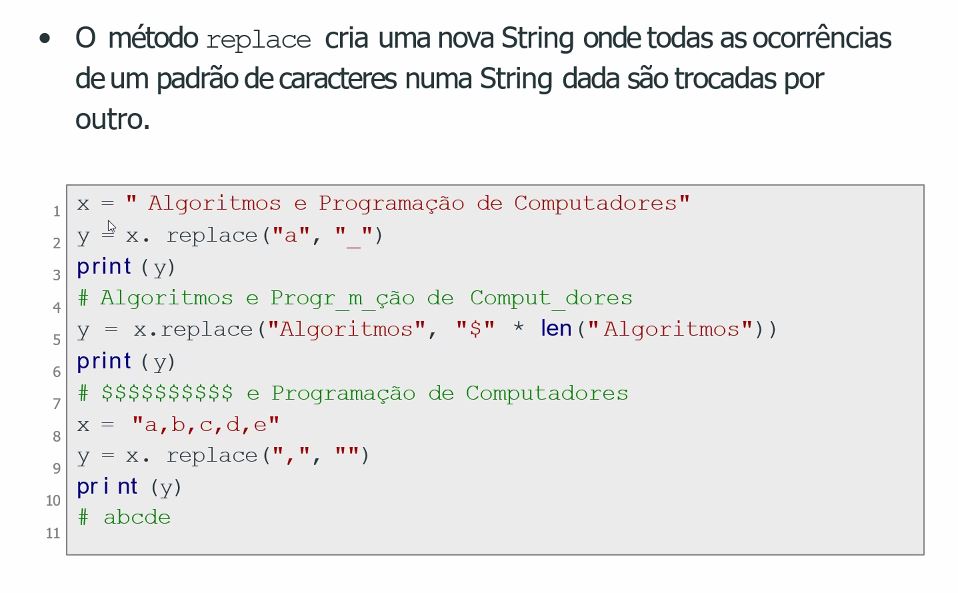 • O método replace cria uma nova String onde todas as ocorrências
de um padrão de caracteres numa String dada são trocadas por
outro.
1 x = " Algoritmos e Programação de Computadores"
2 y = x. replace("a", "_")
3 print (y)
4 # Algoritmos e Progr_m_ção de Comput_dores
5 y = x.replace("Algoritmos", "$" * len(" Algoritmos"))
6 print (y)
7 # $$$$$$$$$$ e Programação de Computadores
8 x = "a,b,c,d,e"
9 y = x. replace(",", "")
10 print (y)
11 # abcde